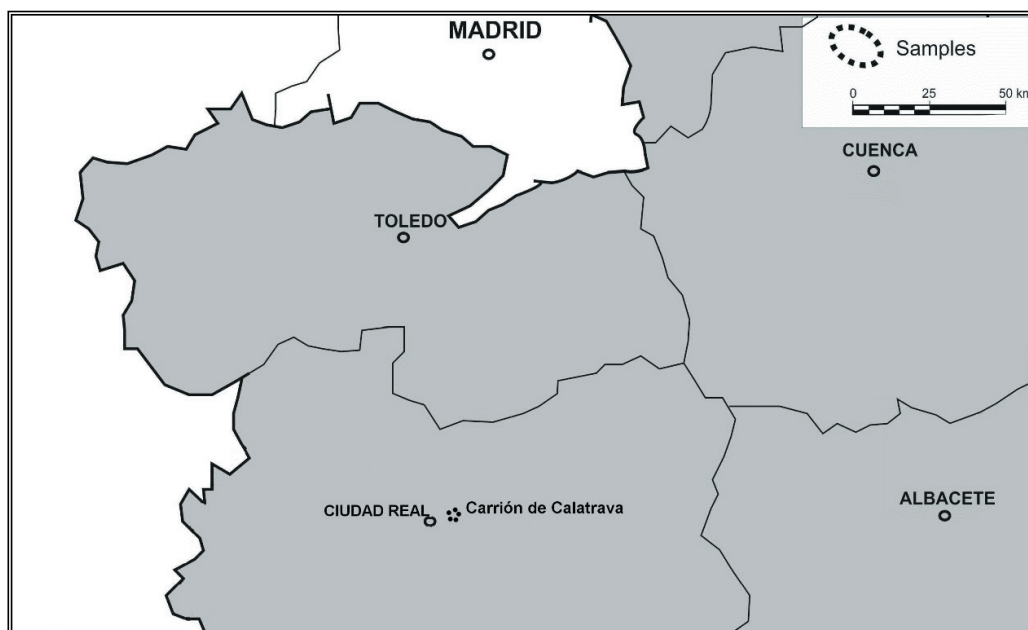 MADRID
Samples
0 25 50 km
CUENCA
TOLEDO
CIUDAD REAL
Carrión de Calatrava
ALBACETE